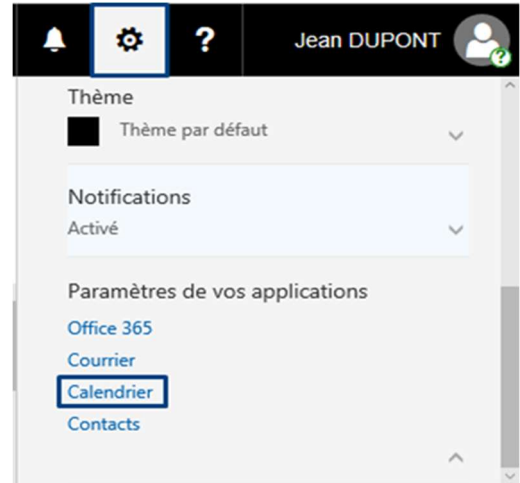 ? Jean DUPONT ?
Thème
Thème par défaut
Notifications
Activé
Paramètres de vos applications
Office 365
Courrier
Calendrier
Contacts